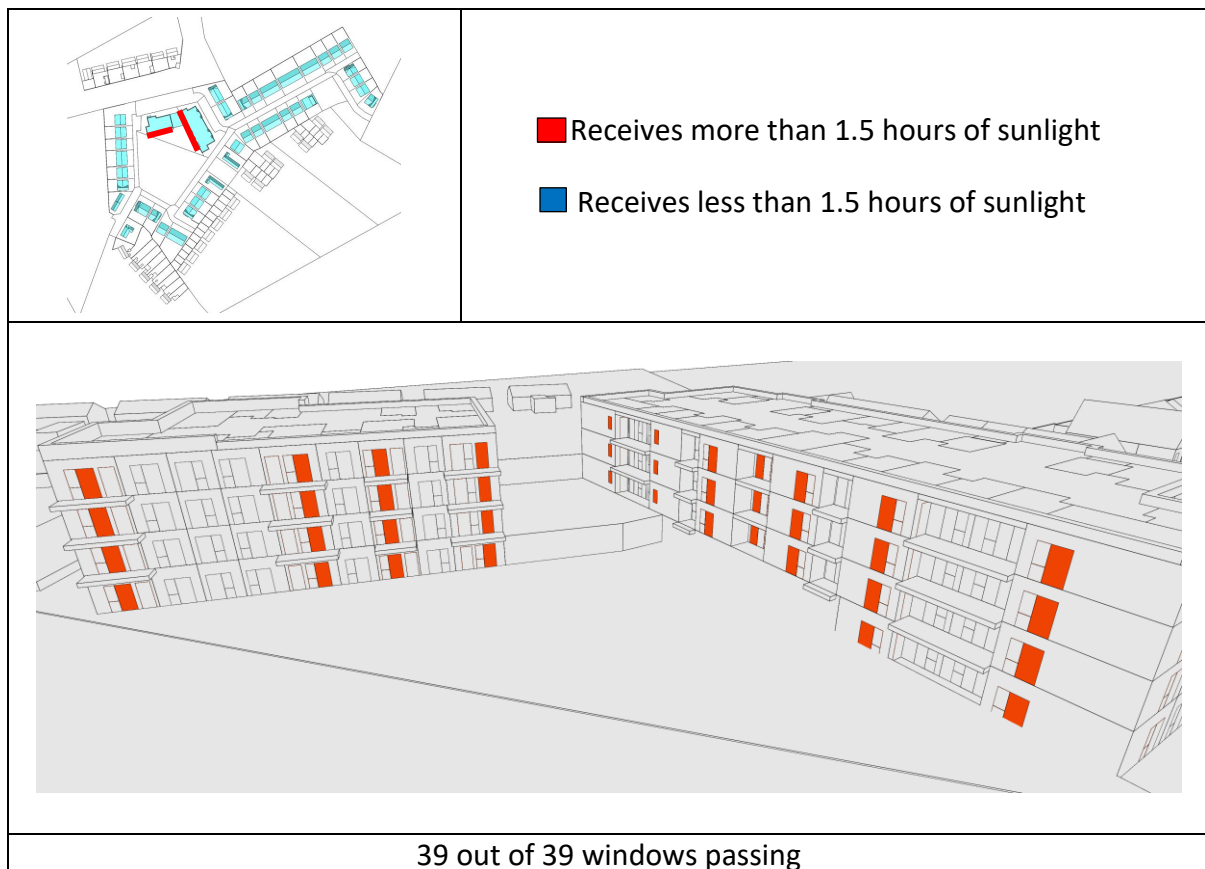 Receives more than 1.5 hours of sunlight
Receives less than 1.5 hours of sunlight
39 out of 39 windows passing